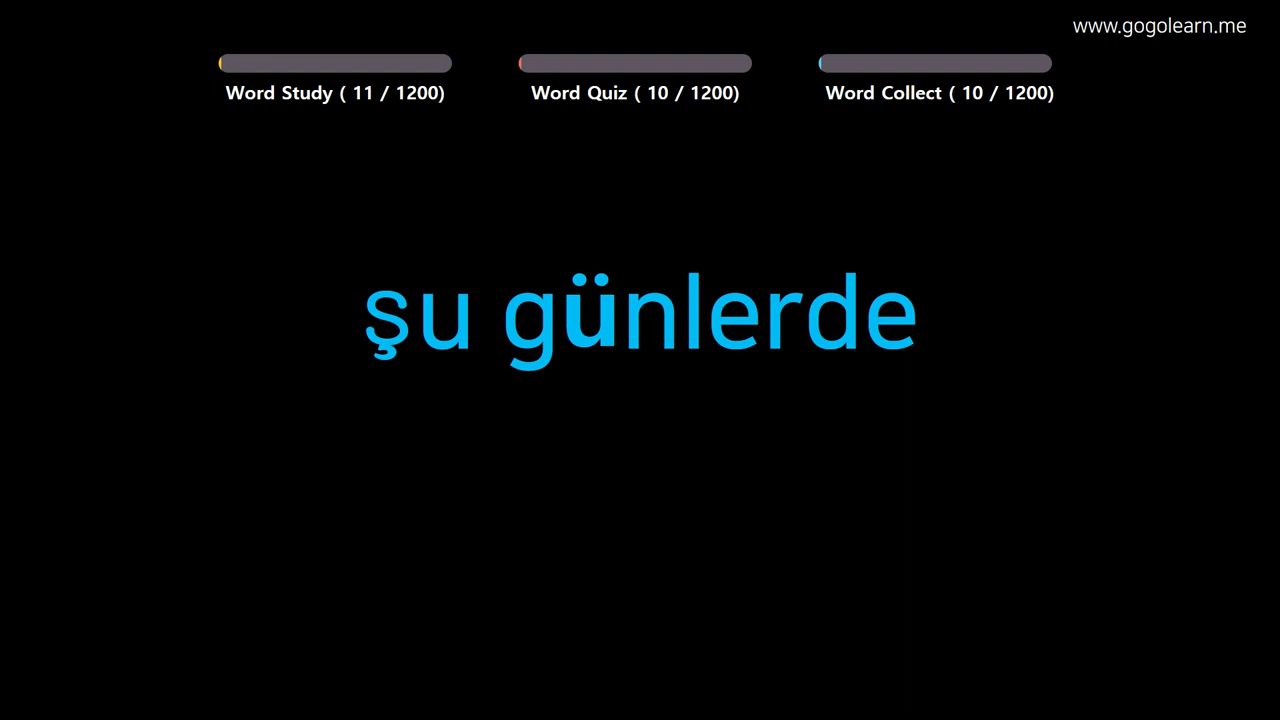 www.gogolearn.me
Word Study ( 11 / 1200)
Word Quiz ( 10 / 1200)
Word Collect ( 10 / 1200)
şu günlerde